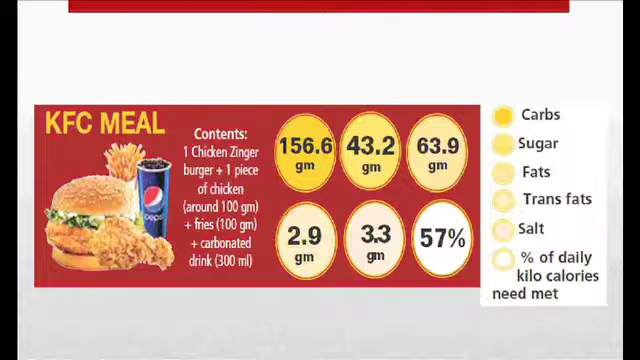 KFC MEAL
Contents:
1 Chicken Zinger
burger + 1 piece
of chicken
(around 100 gm)
+ fries (100 gm)
+ carbonated
drink (300 ml)
156.6
gm
43.2
gm
63.9
gm
2.9
gm
3.3
gm
57%
Carbs
Sugar
Fats
Trans fats
Salt
% of daily
kilo calories
need met
pepsi